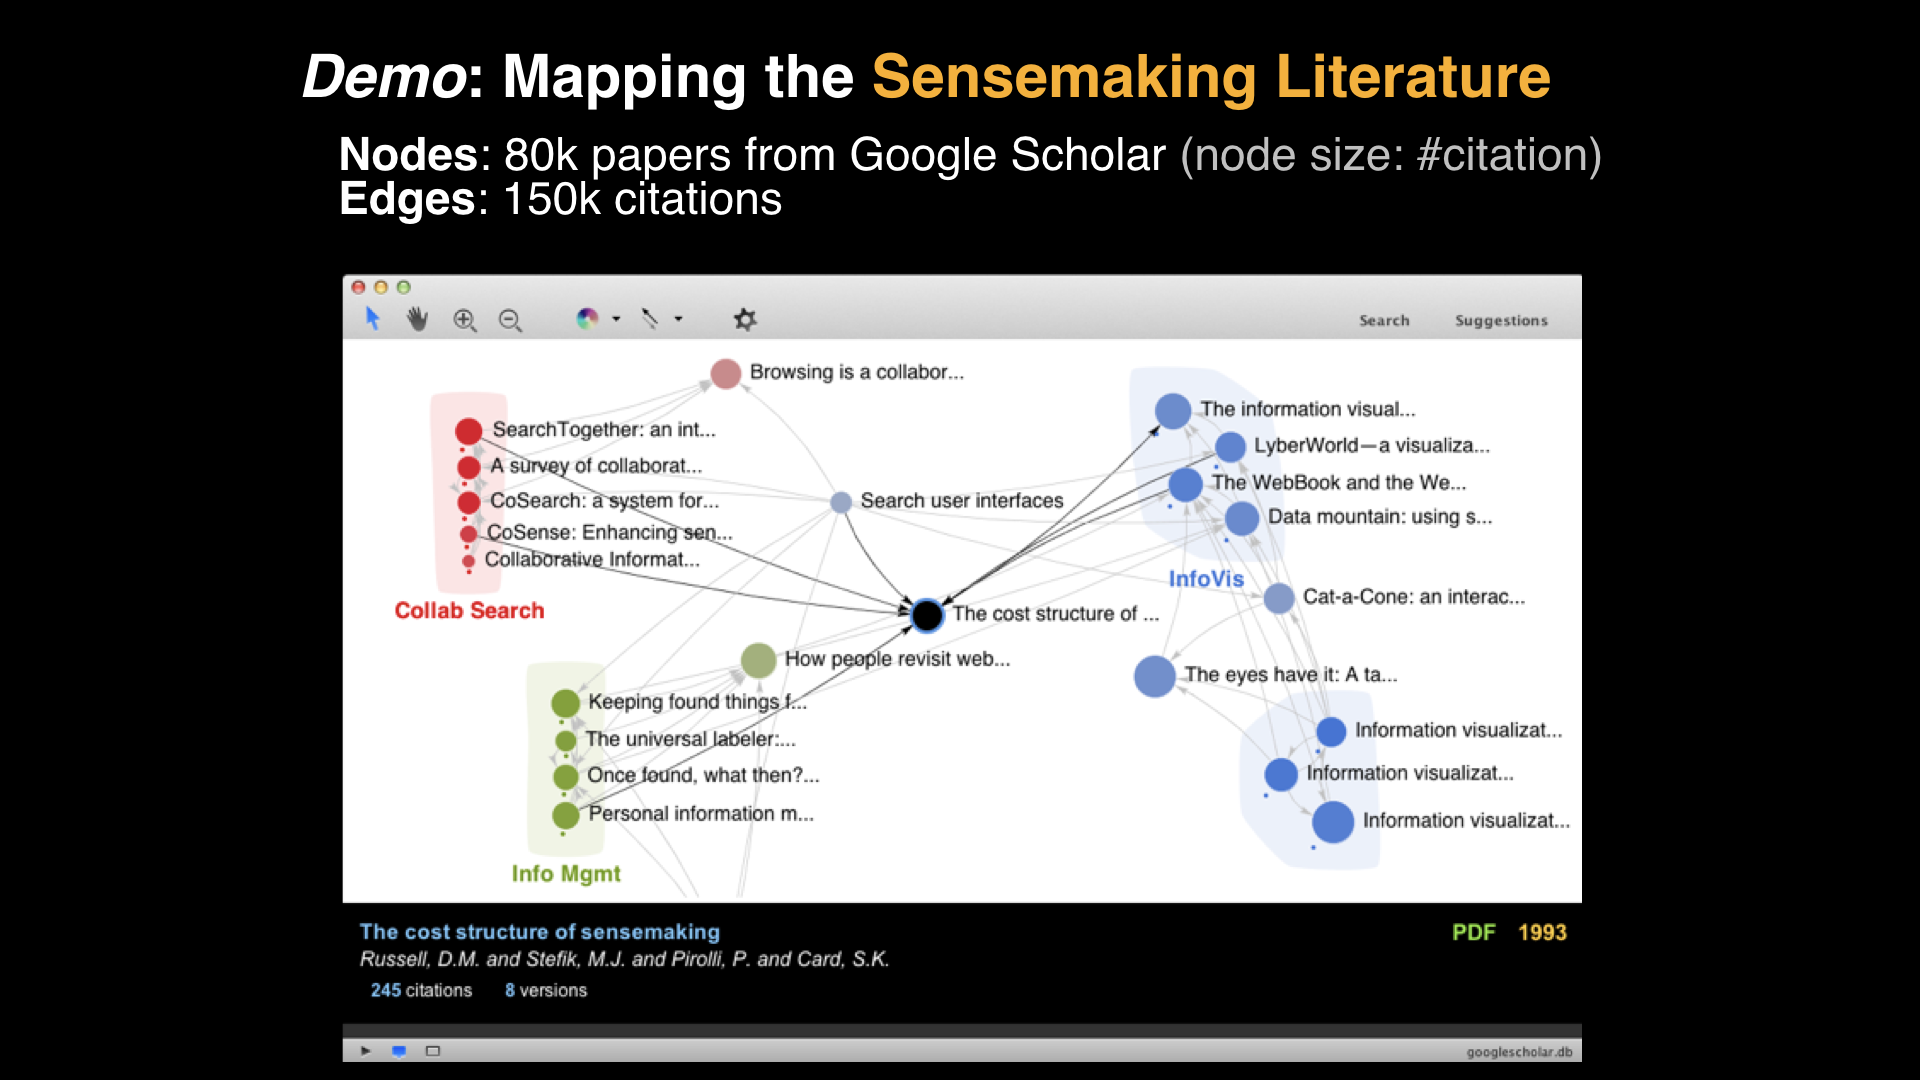 Demo: Mapping the Sensemaking Literature
Nodes: 80k papers from Google Scholar (node size: #citation)
Edges: 150k citations
Search Suggestions
Browsing is a collabor...
SearchTogether: an int...
A survey of collaborat...
CoSearch: a system for...
CoSense: Enhancing sen...
Collaborative Informat...
Collab Search
Search user interfaces
The information visual...
LyberWorld—a visualiza...
The WebBook and the We...
Data mountain: using s...
InfoVis
Cat-a-Cone: an interac...
The cost structure of ...
How people revisit web...
The eyes have it: A ta...
Keeping found things f...
The universal labeler:...
Once found, what then?...
Personal information m...
Info Mgmt
Information visualizat...
Information visualizat...
Information visualizat...
The cost structure of sensemaking PDF 1993
Russell, D.M. and Stefik, M.J. and Pirolli, P. and Card, S.K.
245 citations 8 versions
googlescholar.db